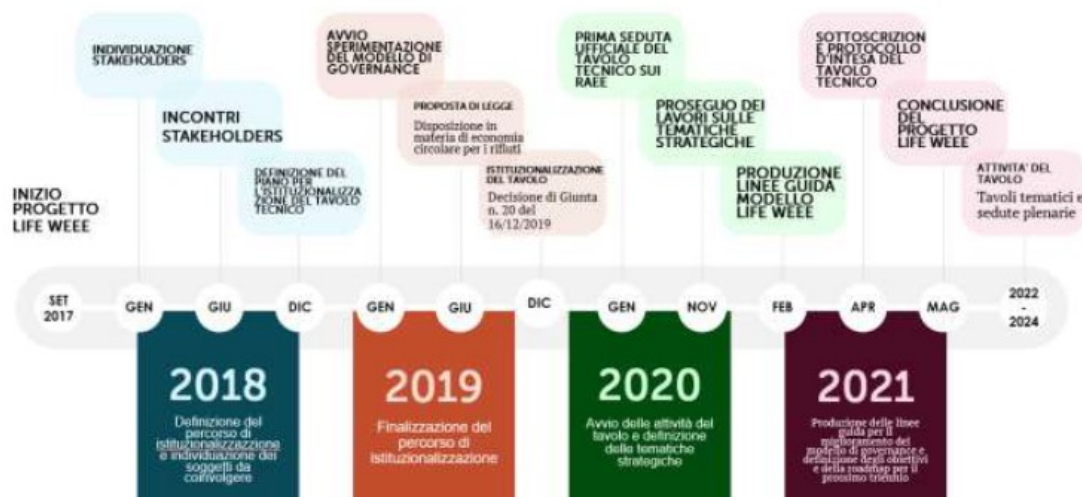 INIZIO
PROGETTO
LIFE WEEE
INDIVIDUAZIONE
STAKEHOLDERS
INCONTRI
STAKEHOLDERS
DEFINIZIONE DEL
PIANO PER
L'ISTITUZIONALIZZA
ZIONE DEL TAVOLO
TECNICO
AVVIO
SPERIMENTAZIONE
DEL MODELLO DI
GOVERNANCE
PROPOSTA DI LEGGE
Disposizione in
materia di economia
circolare per i rifiuti
ISTITUZIONALIZZAZIONE
DEL TAVOLO
Decisione di Giunta
n. 20 del
16/12/2019
PRIMA SEDUTA
UFFICIALE DEL
TAVOLO
TECNICO SUI
RAEE
PROSEGUO DEI
LAVORI SULLE
TEMATICHE
STRATEGICHE
PRODUZIONE
LINEE GUIDA
MODELLO
LIFE WEEE
SOTTOSCRIZION
E PROTOCOLLO
D'INTESA DEL
TAVOLO
TECNICO
CONCLUSIONE
DEL
PROGETTO
LIFE WEEE
ATTIVITA' DEL
TAVOLO
Tavoli tematici e
sedute plenarie
SET
2017
GEN
GIU
DIC
GEN
GIU
DIC
GEN
NOV
FEB
APR
MAG
2022
-
2024
2018
Definizione del
percorso di
istituzionalizzazzione
e individuazione dei
soggetti da
coinvolgere
2019
Finalizzazione del
percorso di
istituzionalizzazione
2020
Avvio delle attività del
tavolo e definizione
delle tematiche
strategiche
2021
Produzione delle linee
guida per il
miglioramento del
modello di governance e
definizione degli obiettivi
e della roadmap per il
prossimo triennio